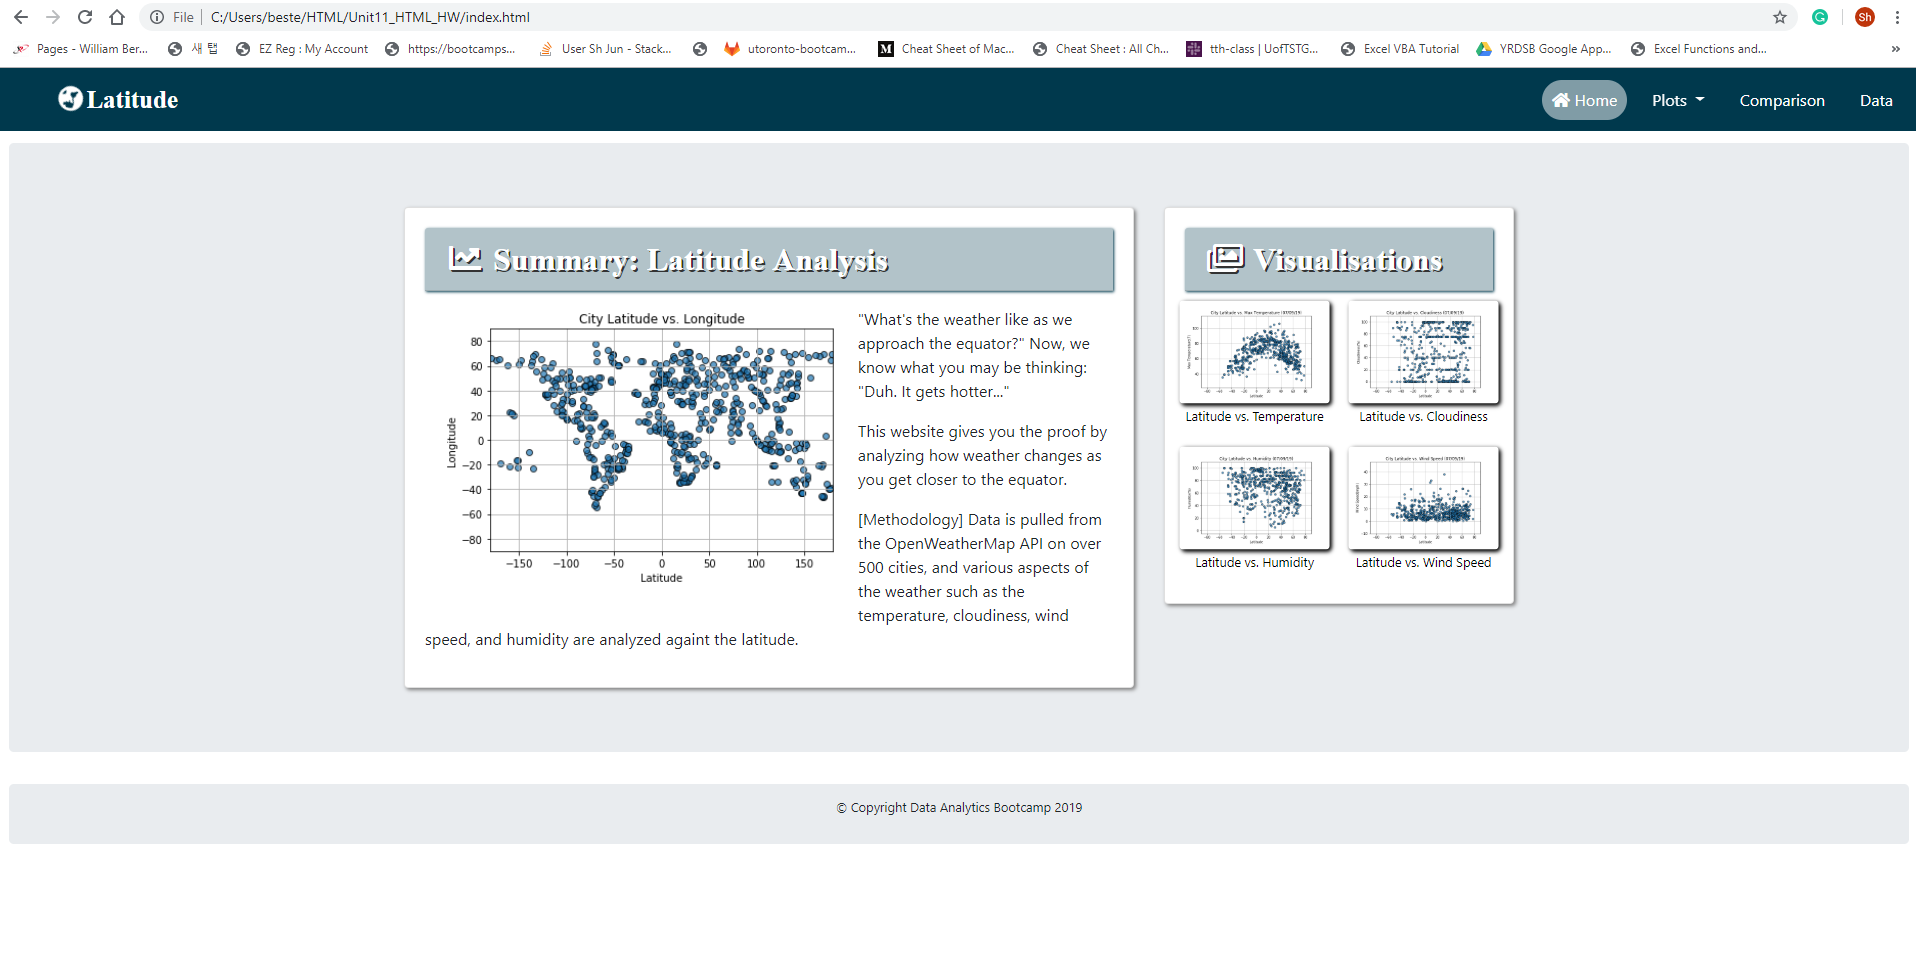 File C:/Users/beste/HTML/Unit11_HTML_HW/index.html
Sh
Pages - William Ber... 새 탭 EZ Reg : My Account https://bootcamps... User Sh Jun - Stack... utoronto-bootcam... M Cheat Sheet of Mac... Cheat Sheet : All Ch... tth-class | UofTSTG... Excel VBA Tutorial YRDSB Google App... Excel Functions and... »
Latitude
Home Plots Comparison Data
Summary: Latitude Analysis
City Latitude vs. Longitude
80
60
40
20
0
−20
−40
−60
−80
Longitude
−150 −100 −50 0 50 100 150
Latitude
"What's the weather like as we
approach the equator?" Now, we
know what you may be thinking:
"Duh. It gets hotter..."
This website gives you the proof by
analyzing how weather changes as
you get closer to the equator.
[Methodology] Data is pulled from
the OpenWeatherMap API on over
500 cities, and various aspects of
the weather such as the
temperature, cloudiness, wind
speed, and humidity are analyzed againt the latitude.
Visualisations
Latitude vs. Temperature
Latitude vs. Cloudiness
Latitude vs. Humidity
Latitude vs. Wind Speed
© Copyright Data Analytics Bootcamp 2019